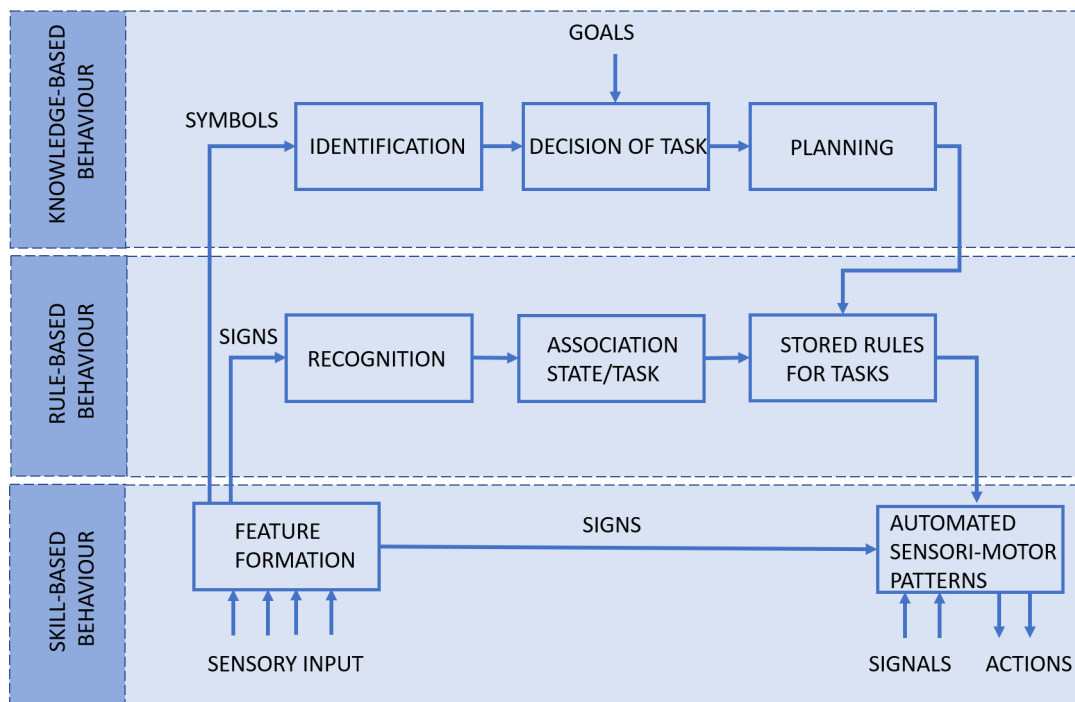 KNOWLEDGE-BASED
BEHAVIOUR
GOALS
SYMBOLS
IDENTIFICATION
DECISION OF TASK
PLANNING
RULE-BASED
BEHAVIOUR
SIGNS
RECOGNITION
ASSOCIATION
STATE/TASK
STORED RULES
FOR TASKS
SKILL-BASED
BEHAVIOUR
FEATURE
FORMATION
SIGNS
AUTOMATED
SENSORI-MOTOR
PATTERNS
SENSORY INPUT
SIGNALS
ACTIONS